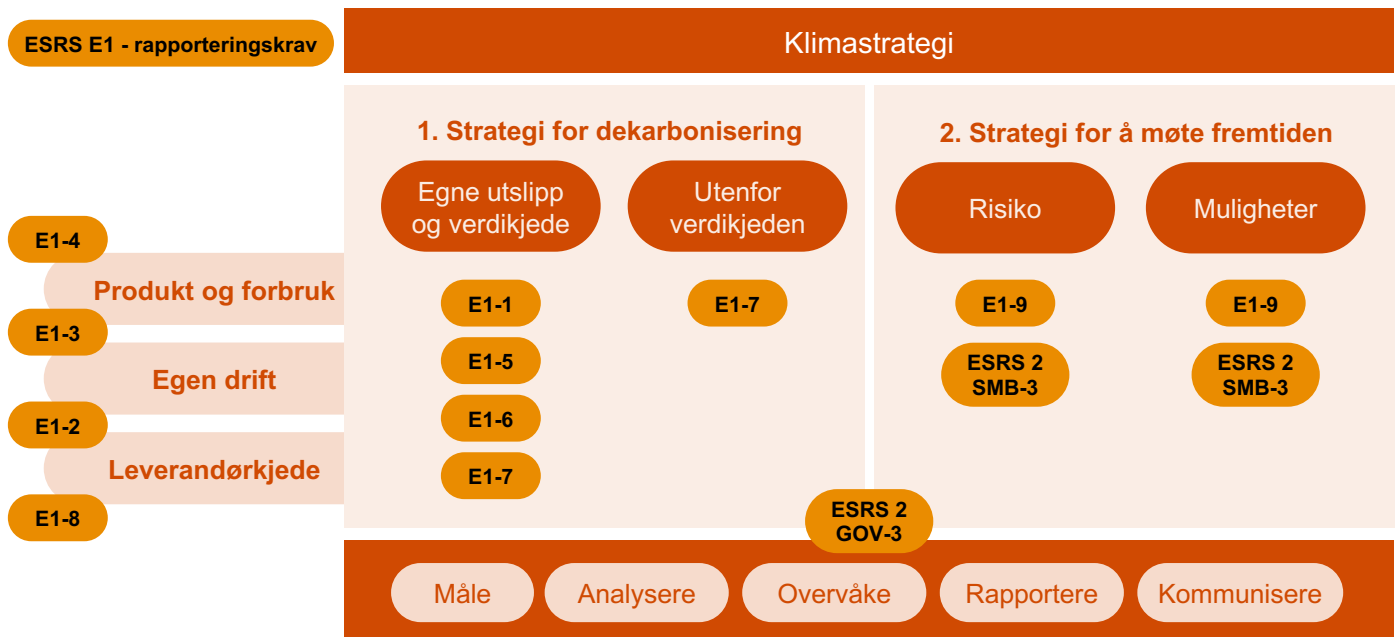 ESRS E1 - rapporteringskrav
Klimastrategi
1. Strategi for dekarbonisering
2. Strategi for å møte fremtiden
Egne utslipp
og verdikjede
Utenfor
verdikjeden
Risiko
Muligheter
E1-4
Produkt og forbruk
E1-3
Egen drift
E1-2
Leverandørkjede
E1-8
E1-1
E1-5
E1-6
E1-7
E1-7
E1-9
ESRS 2
SMB-3
E1-9
ESRS 2
SMB-3
ESRS 2
GOV-3
Måle
Analysere
Overvåke
Rapportere
Kommunisere